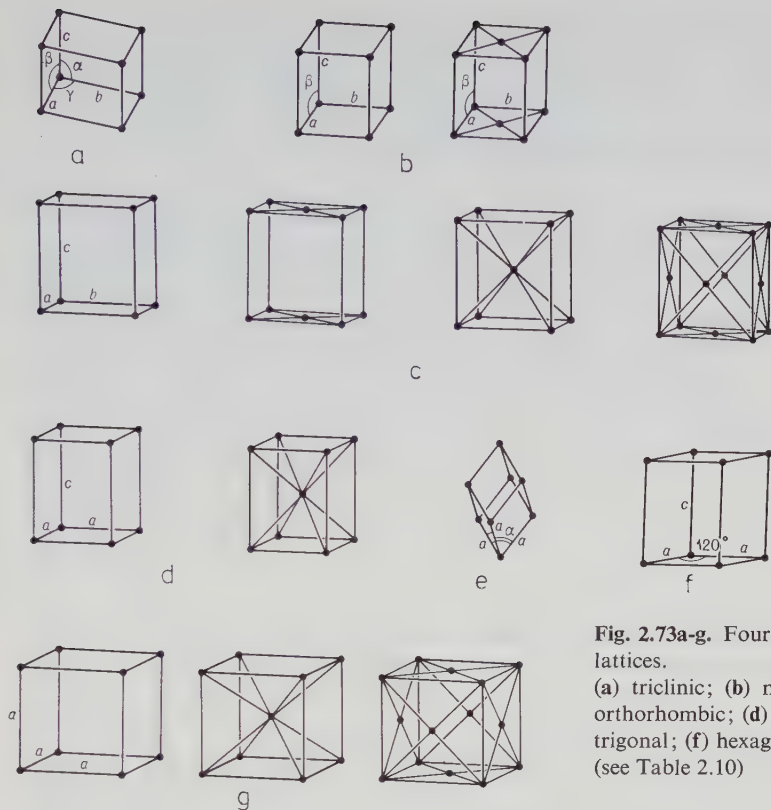 c
β α
γ b
a
a
c
β
b
a
c
β
b
a
b
c
a b
c
c
a a
d
a α
a a
e
c
120°
a a
f
a
a
a
g
Fig. 2.73a-g. Four
lattices.
(a) triclinic; (b) m
orthorhombic; (d)
trigonal; (f) hexag
(see Table 2.10)